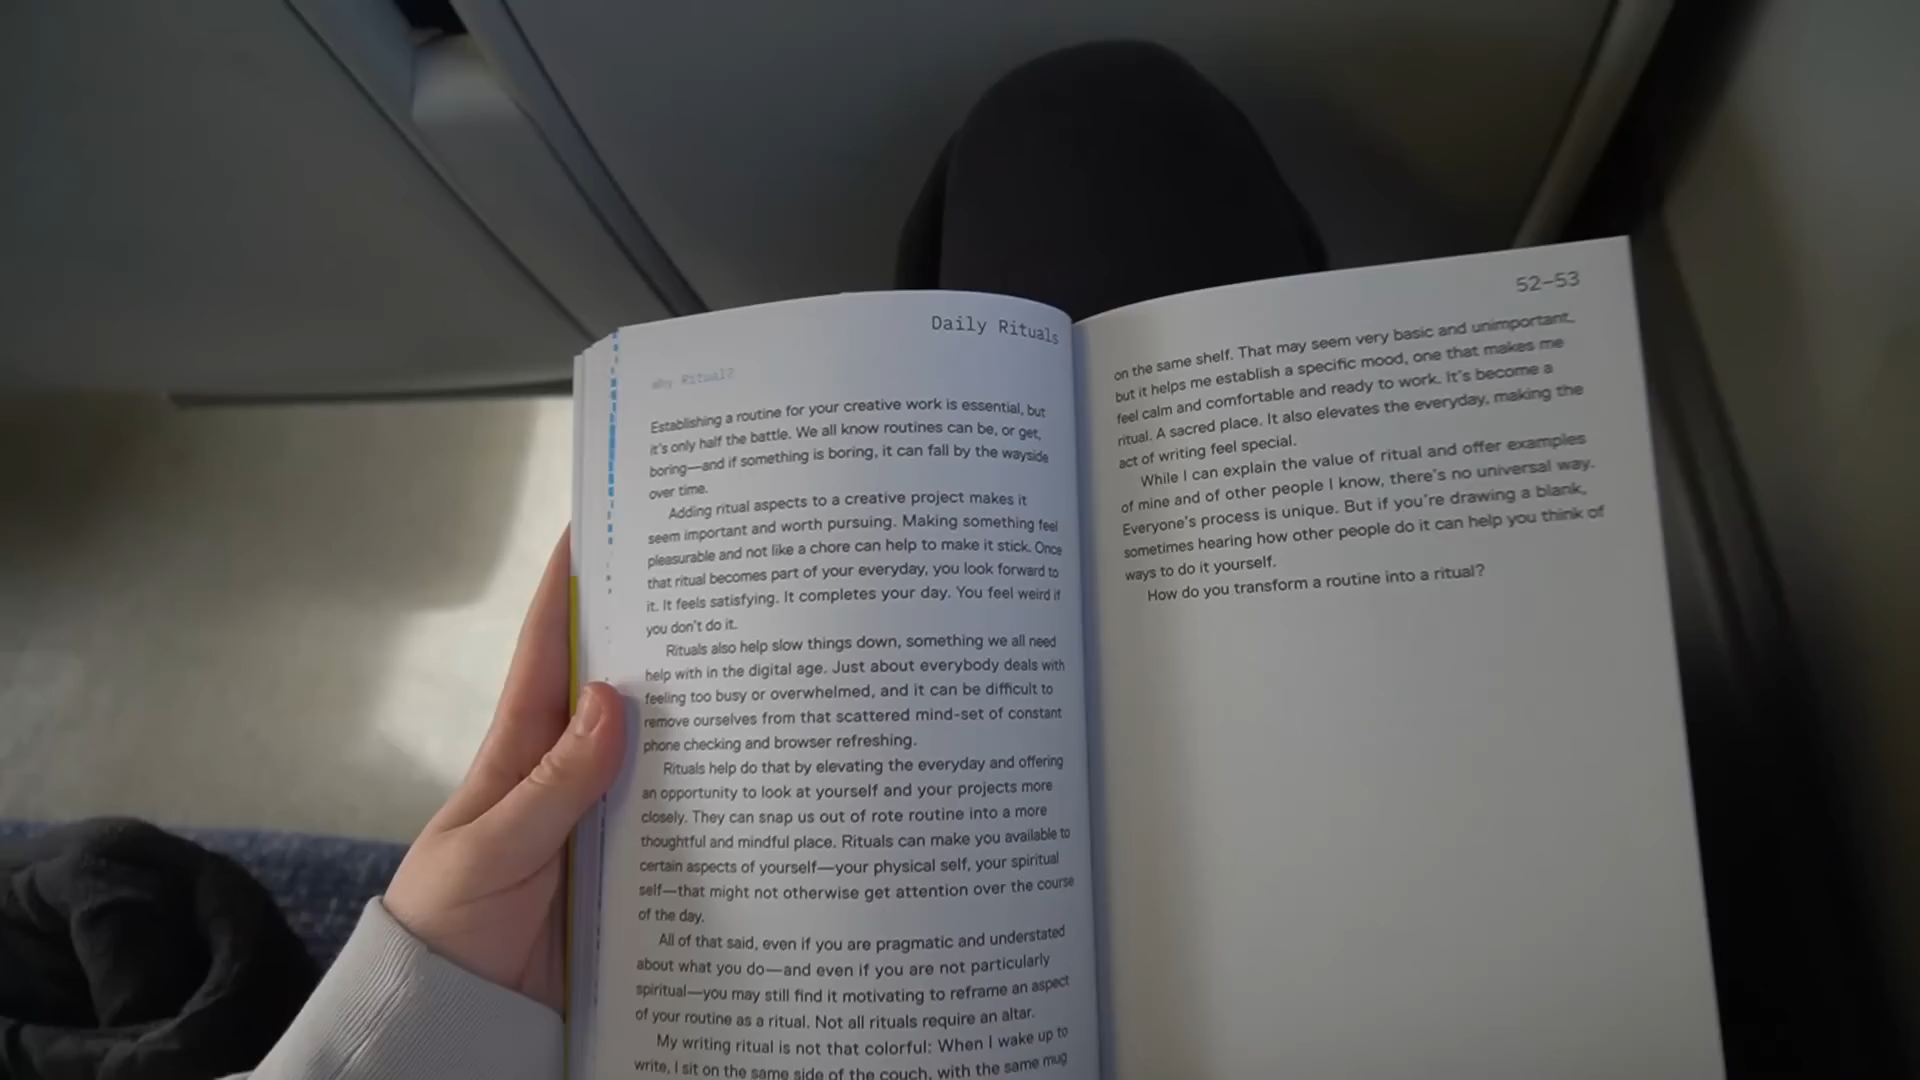 Daily Rituals
Why Ritual?
Establishing a routine for your creative work is essential, but
it's only half the battle. We all know routines can be, or get,
boring—and if something is boring, it can fall by the wayside
over time.
Adding ritual aspects to a creative project makes it
seem important and worth pursuing. Making something feel
pleasurable and not like a chore can help to make it stick. Once
that ritual becomes part of your everyday, you look forward to
it. It feels satisfying. It completes your day. You feel weird if
you don't do it.
Rituals also help slow things down, something we all need
help with in the digital age. Just about everybody deals with
feeling too busy or overwhelmed, and it can be difficult to
remove ourselves from that scattered mind-set of constant
phone checking and browser refreshing.
Rituals help do that by elevating the everyday and offering
an opportunity to look at yourself and your projects more
closely. They can snap us out of rote routine into a more
thoughtful and mindful place. Rituals can make you available to
certain aspects of yourself—your physical self, your spiritual
self—that might not otherwise get attention over the course
of the day.
All of that said, even if you are pragmatic and understated
about what you do—and even if you are not particularly
spiritual—you may still find it motivating to reframe an aspect
of your routine as a ritual. Not all rituals require an altar.
My writing ritual is not that colorful: When I wake up to
write, I sit on the same side of the couch, with the same mug
52–53
on the same shelf. That may seem very basic and unimportant,
but it helps me establish a specific mood, one that makes me
feel calm and comfortable and ready to work. It's become a
ritual. A sacred place. It also elevates the everyday, making the
act of writing feel special.
While I can explain the value of ritual and offer examples
of mine and of other people I know, there's no universal way.
Everyone's process is unique. But if you're drawing a blank,
sometimes hearing how other people do it can help you think of
ways to do it yourself.
How do you transform a routine into a ritual?